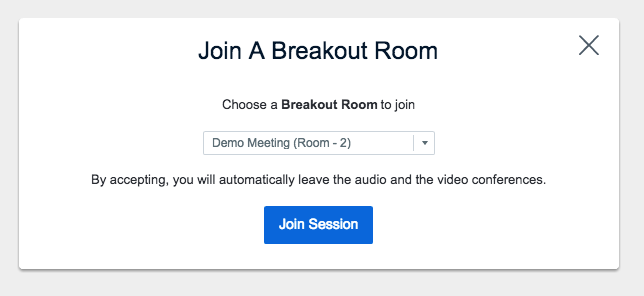 Join A Breakout Room
Choose a Breakout Room to join
Demo Meeting (Room - 2)
By accepting, you will automatically leave the audio and the video conferences.
Join Session